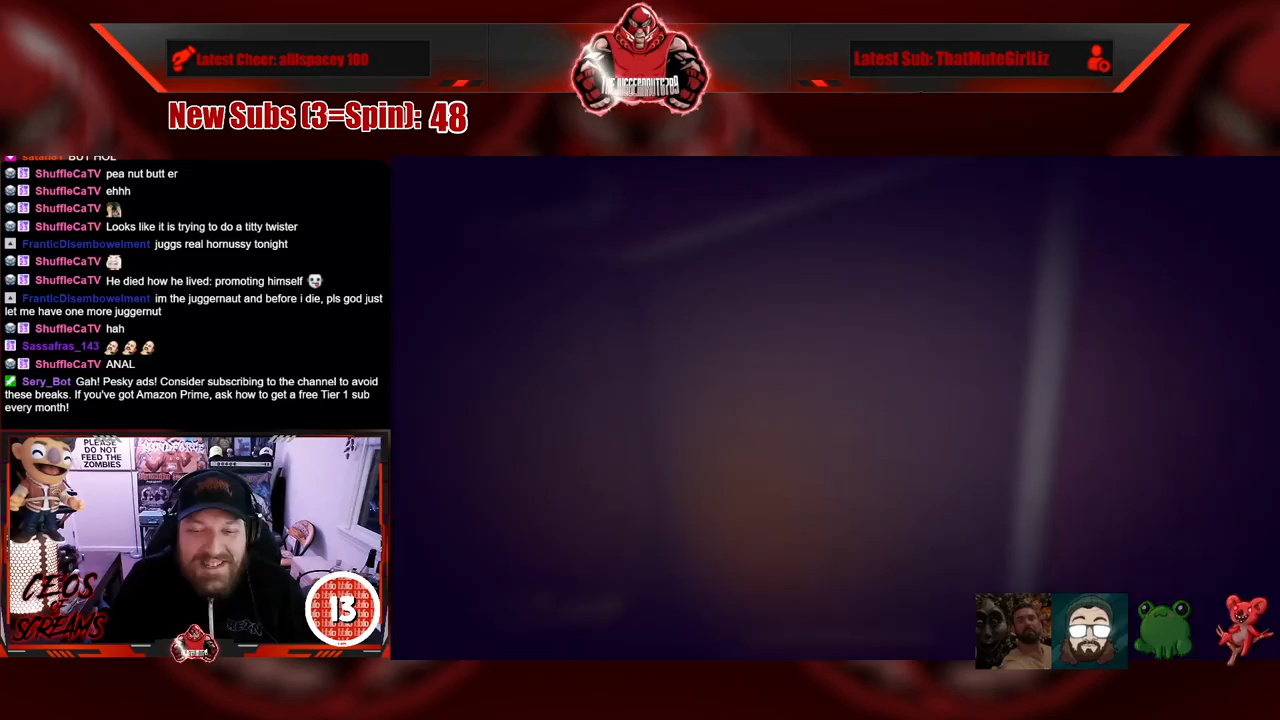 Latest Cheer: allispacey 100
THEJUGGERNAUT6789
Latest Sub: ThatMuteGirlLiz
New Subs (3=Spin): 48
BUT HOL
ShuffleCaTV pea nut butt er
ShuffleCaTV ehhh
ShuffleCaTV
ShuffleCaTV Looks like it is trying to do a titty twister
FranticDisembowelment juggs real hornussy tonight
ShuffleCaTV
ShuffleCaTV He died how he lived: promoting himself
FranticDisembowelment im the juggernaut and before i die, pls god just
let me have one more juggernut
ShuffleCaTV hah
Sassafras_143
ShuffleCaTV ANAL
Sery_Bot Gah! Pesky ads! Consider subscribing to the channel to avoid
these breaks. If you've got Amazon Prime, ask how to get a free Tier 1 sub
every month!
PLEASE
DO NOT
FEED THE
ZOMBIES
CEOS
OF
SCREAMS
13